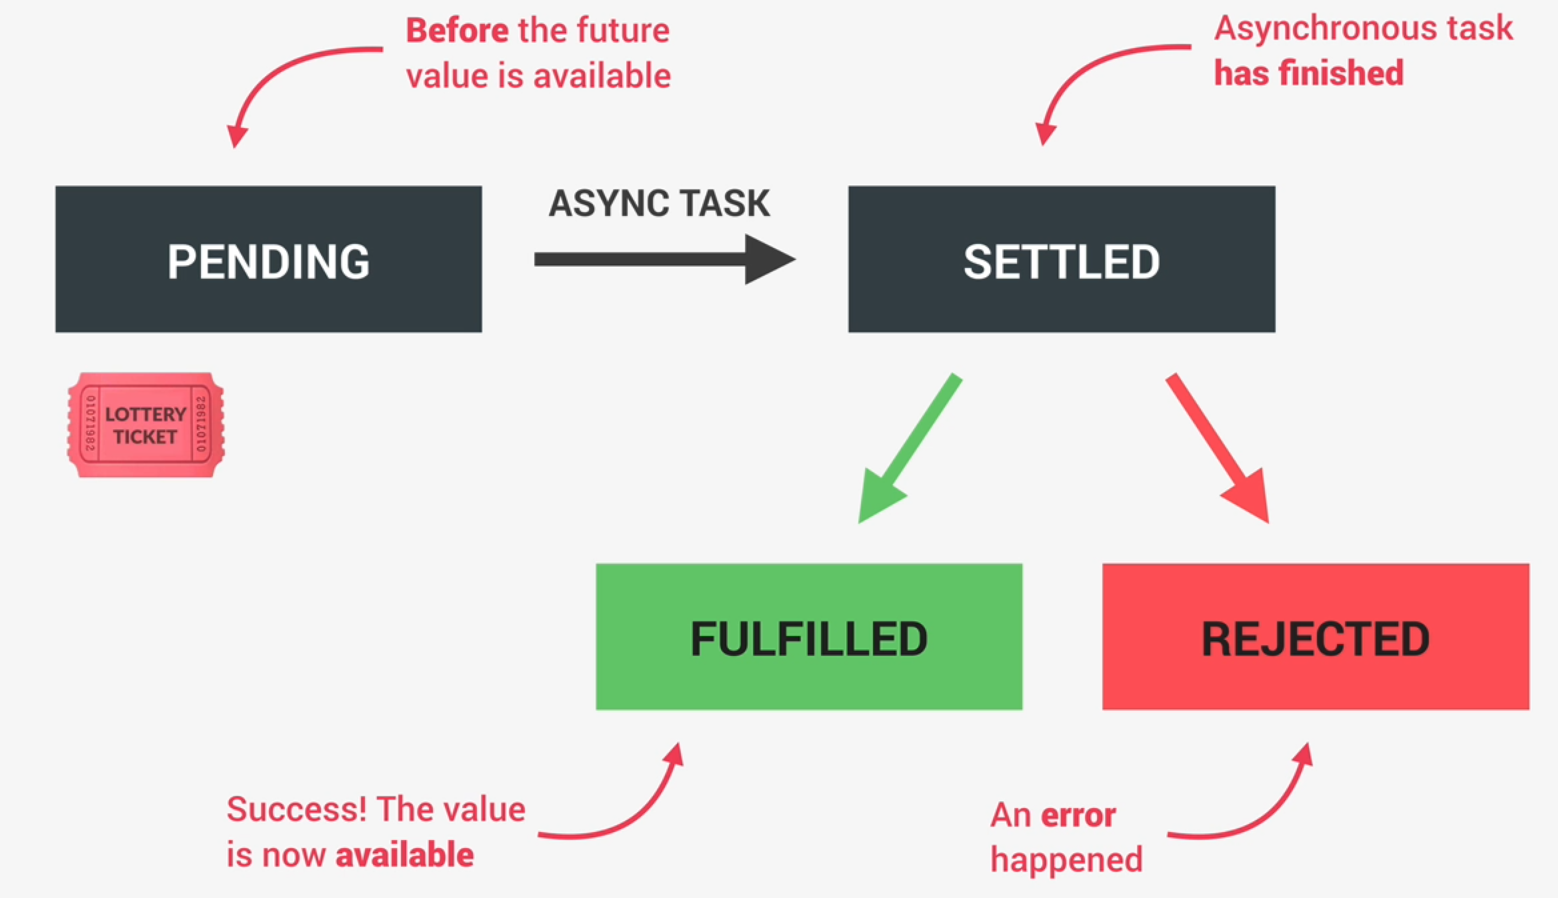 Before the future
value is available
Asynchronous task
has finished
PENDING
ASYNC TASK
SETTLED
01071982
LOTTERY
TICKET
01071982
FULFILLED
REJECTED
Success! The value
is now available
An error
happened